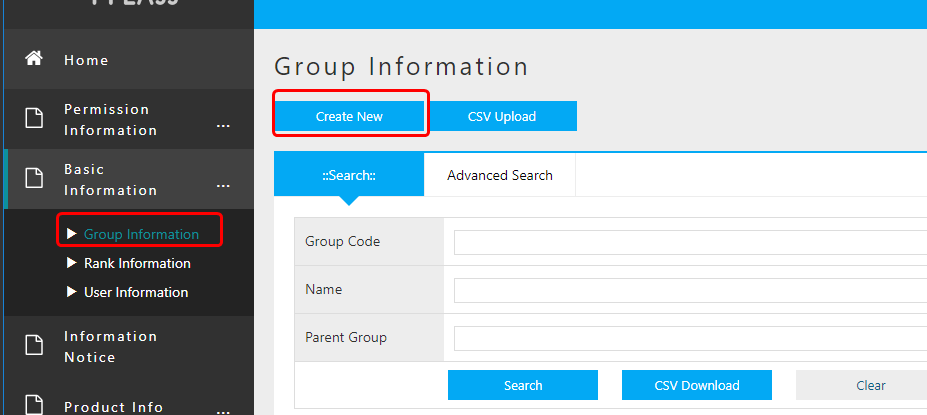 Home
Group Information
Permission
Information
...
Create New
CSV Upload
Basic
Information
...
::Search::
Advanced Search
Group Information
Rank Information
User Information
Group Code
Name
Parent Group
Information
Notice
Search
CSV Download
Clear
Product Info
...